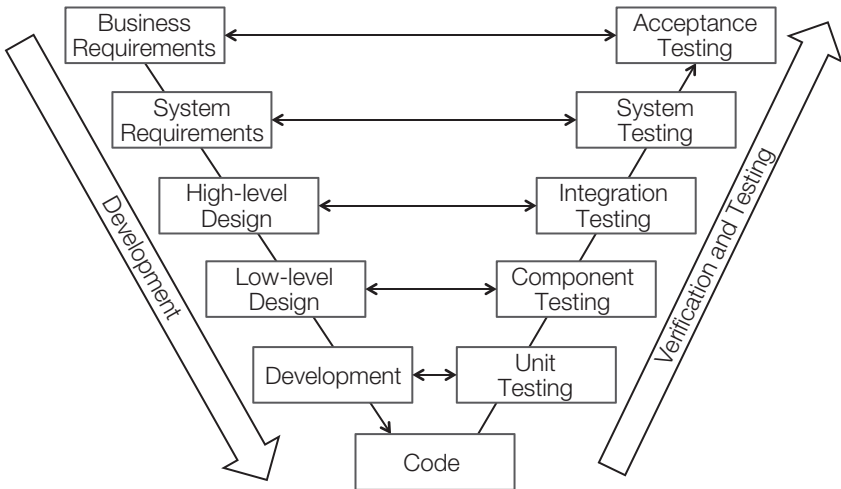 Business
Requirements
Acceptance
Testing
System
Requirements
System
Testing
High-level
Design
Integration
Testing
Low-level
Design
Component
Testing
Development
Unit
Testing
Code
Development
Verification and Testing